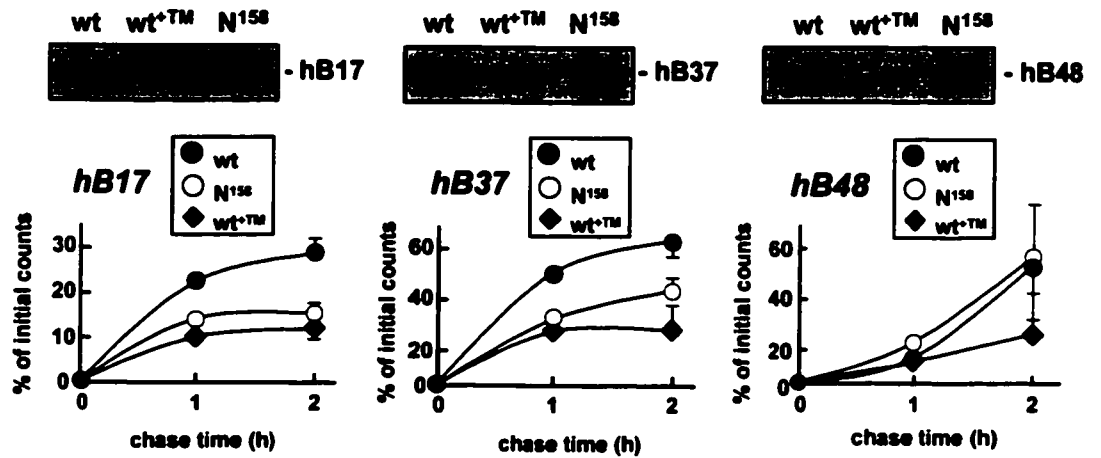 wt wt+TM N158
- hB17
hB17
wt
N158
wt+TM
% of initial counts
30
20
10
0
0 1 2
chase time (h)
wt wt+TM N158
- hB37
hB37
wt
N158
wt+TM
% of initial counts
60
40
20
0
0 1 2
chase time (h)
wt wt+TM N158
- hB48
hB48
wt
N158
wt+TM
% of initial counts
60
40
20
0
0 1 2
chase time (h)